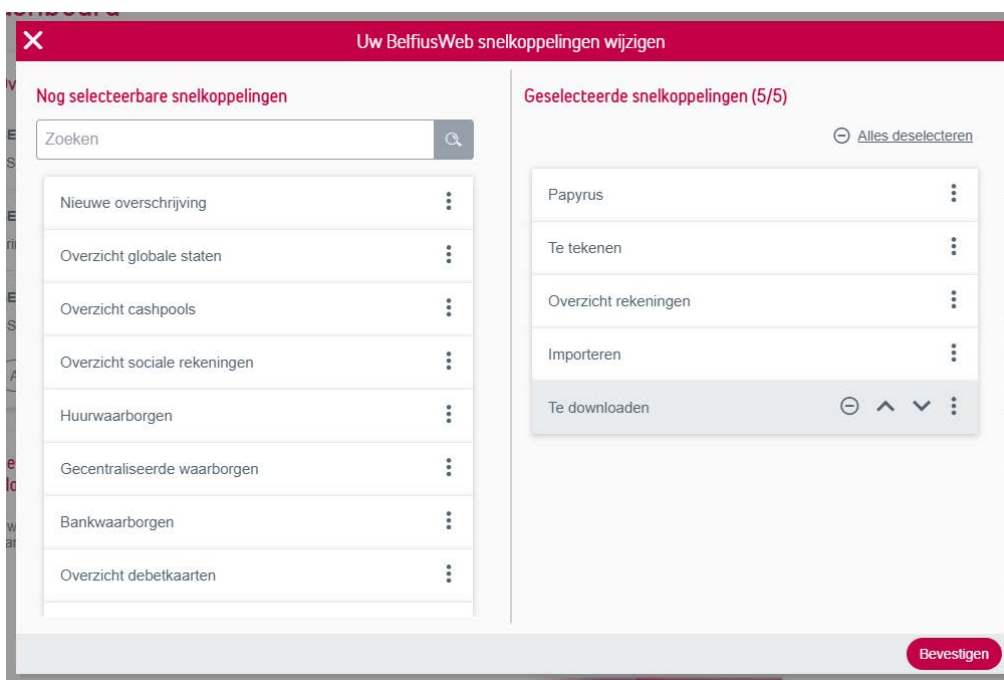 Uw BelfiusWeb snelkoppelingen wijzigen
Nog selecteerbare snelkoppelingen
Zoeken
Nieuwe overschrijving
Overzicht globale staten
Overzicht cashpools
Overzicht sociale rekeningen
Huurwaarborgen
Gecentraliseerde waarborgen
Bankwaarborgen
Overzicht debetkaarten
Geselecteerde snelkoppelingen (5/5)
Alles deselecteren
Papyrus
Te tekenen
Overzicht rekeningen
Importeren
Te downloaden
Bevestigen